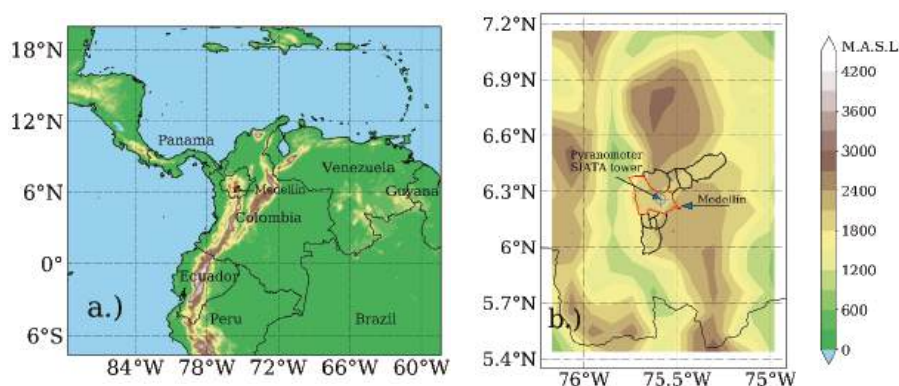 18°N
12°N
6°N
0°
6°S
84°W
78°W
72°W
66°W
60°W
Panama
Venezuela
Guyana
Medellín
Colombia
Ecuador
Peru
Brazil
a.)
7.2°N
6.9°N
6.6°N
6.3°N
6°N
5.7°N
5.4°N
76°W
75.5°W
75°W
Pyranometer
SIATA tower
Medellín
b.)
M.A.S.L
4200
3600
3000
2400
1800
1200
600
0